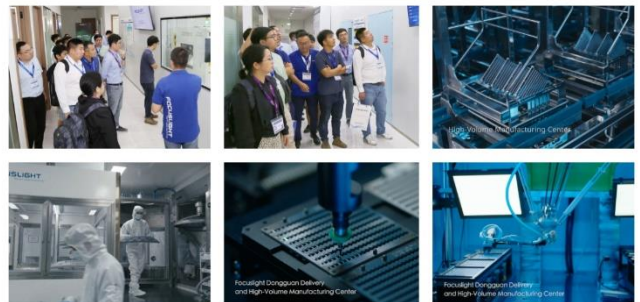 FOCUSLIGHT
High-Volume Manufacturing Center
USLIGHT
Focuslight Dongguan Delivery
and High-Volume Manufacturing Center
Focuslight Dongguan Delivery
and High-Volume Manufacturing Center